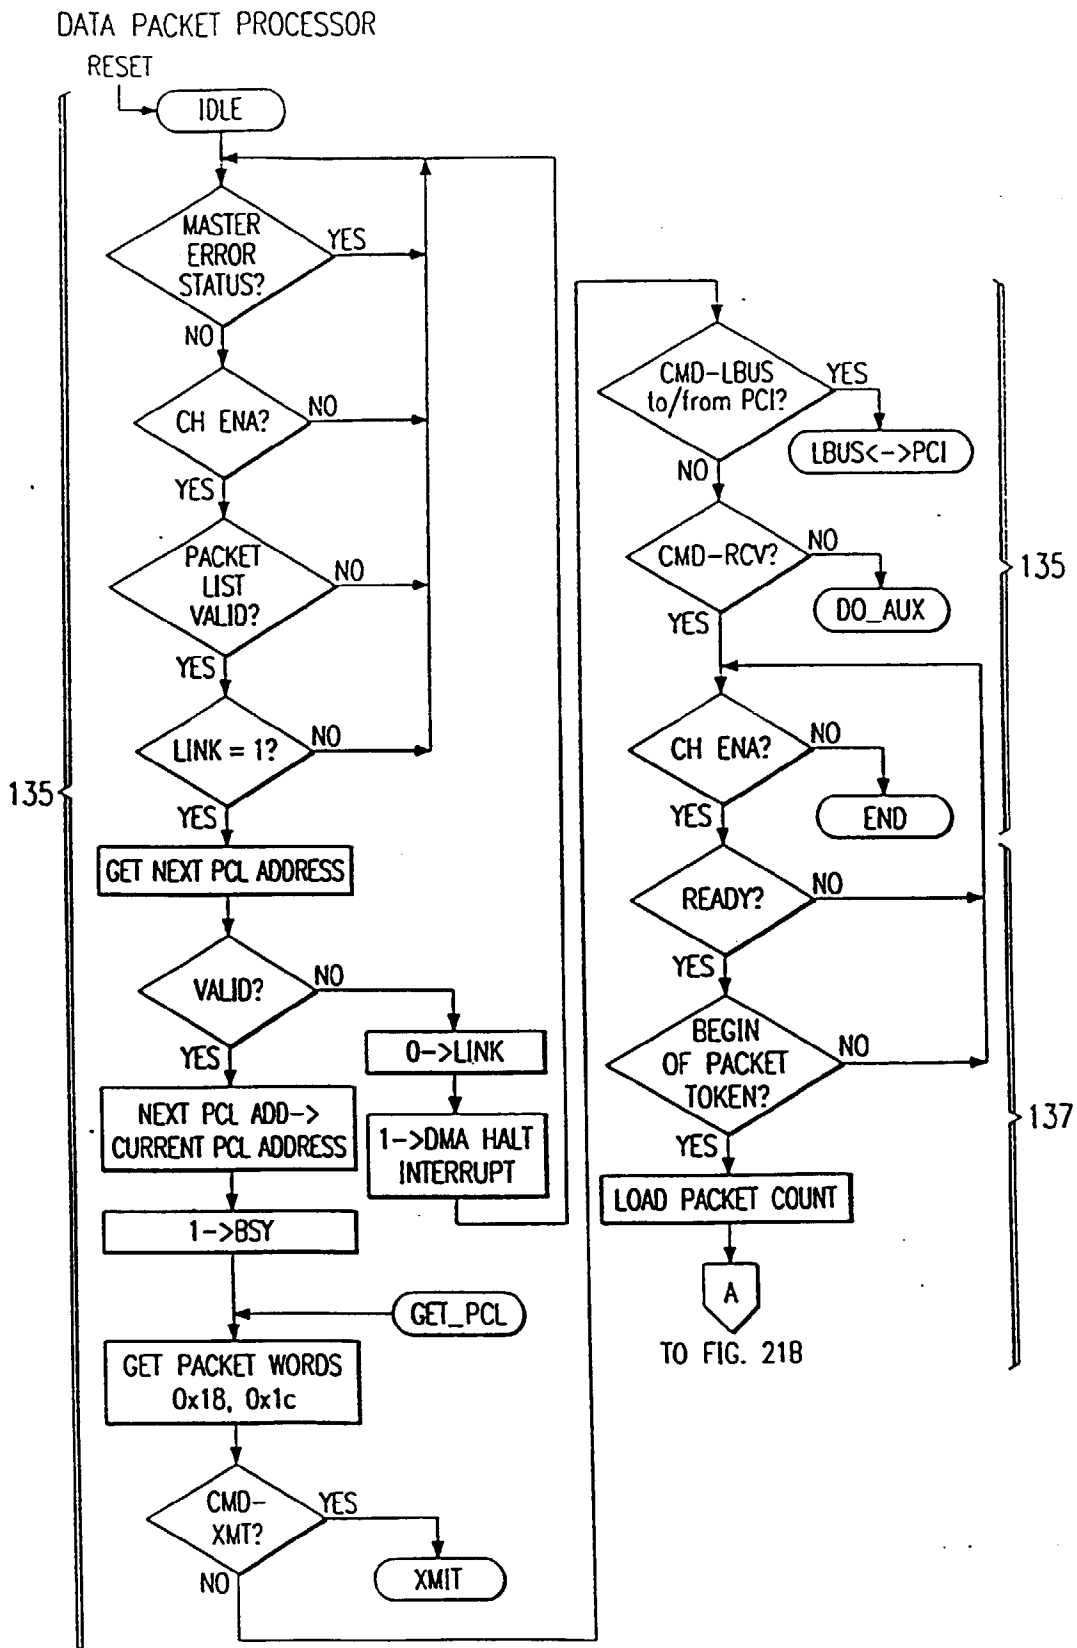 DATA PACKET PROCESSOR
RESET
IDLE
MASTER
ERROR
STATUS?
YES
NO
CH ENA?
NO
YES
PACKET
LIST
VALID?
NO
YES
LINK = 1?
NO
135
YES
GET NEXT PCL ADDRESS
VALID?
NO
YES
0->LINK
NEXT PCL ADD->
CURRENT PCL ADDRESS
1->DMA HALT
INTERRUPT
1->BSY
GET_PCL
GET PACKET WORDS
0x18, 0x1c
CMD-
XMT?
YES
NO
XMIT
CMD-LBUS
to/from PCI?
YES
LBUS<->PCI
NO
CMD-RCV?
NO
135
DO_AUX
YES
CH ENA?
NO
YES
END
READY?
NO
YES
BEGIN
OF PACKET
TOKEN?
NO
137
YES
LOAD PACKET COUNT
A
TO FIG. 21B